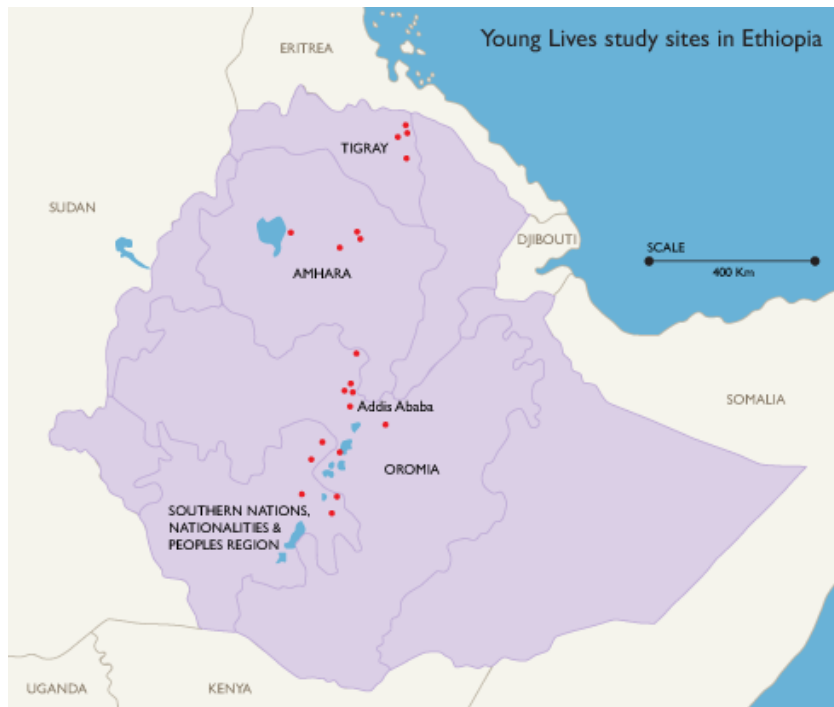 Young Lives study sites in Ethiopia
ERITREA
TIGRAY
SUDAN
DJIBOUTI
SCALE
400 Km
AMHARA
SOMALIA
Addis Ababa
OROMIA
SOUTHERN NATIONS,
NATIONALITIES &
PEOPLES REGION
UGANDA
KENYA